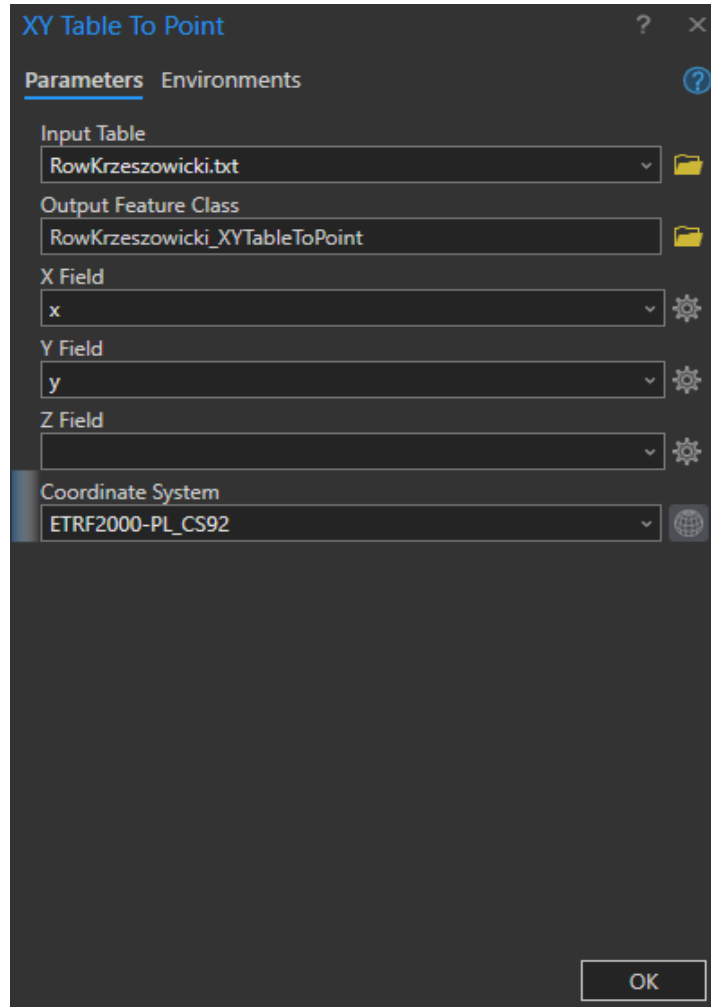 XY Table To Point ? ×
Parameters Environments ?
Input Table
RowKrzeszowicki.txt
Output Feature Class
RowKrzeszowicki_XYTableToPoint
X Field
x
Y Field
y
Z Field
Coordinate System
ETRF2000-PL_CS92
OK